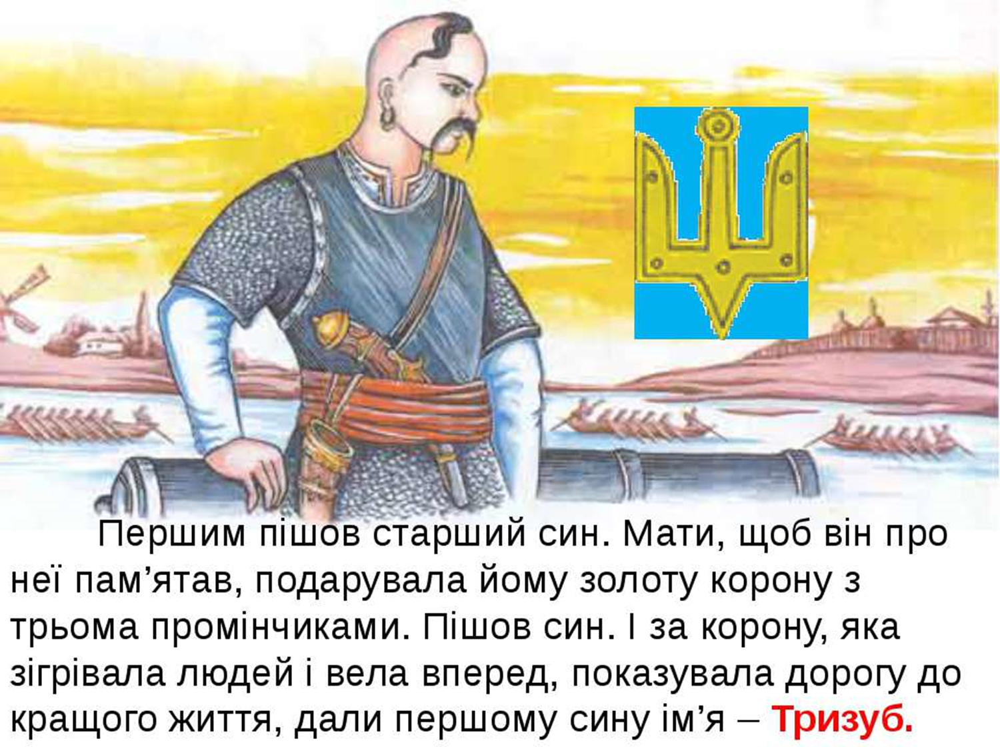 Першим пішов старший син. Мати, щоб він про
неї пам’ятав, подарувала йому золоту корону з
трьома промінчиками. Пішов син. І за корону, яка
зігрівала людей і вела вперед, показувала дорогу до
кращого життя, дали першому сину ім’я – Тризуб.